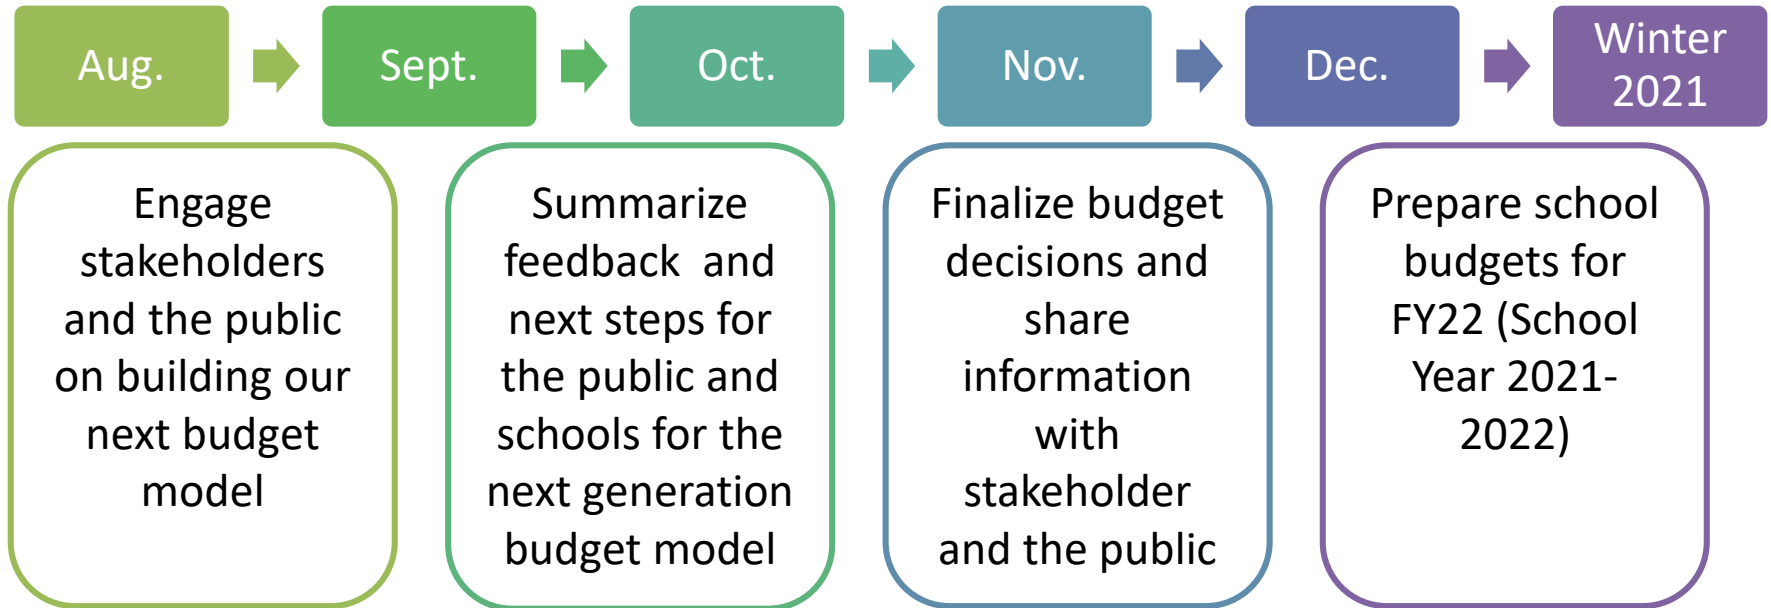 Aug.
Sept.
Oct.
Nov.
Dec.
Winter
2021
Engage
stakeholders
and the public
on building our
next budget
model
Summarize
feedback and
next steps for
the public and
schools for the
next generation
budget model
Finalize budget
decisions and
share
information
with
stakeholder
and the public
Prepare school
budgets for
FY22 (School
Year 2021-
2022)